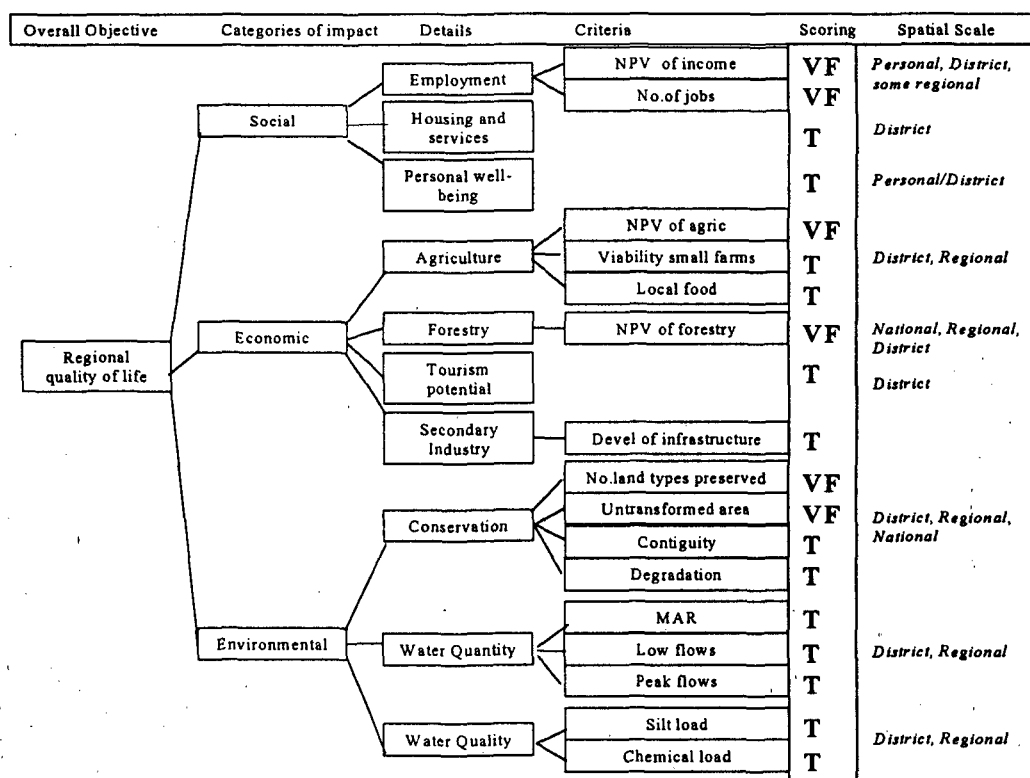 Overall Objective Categories of impact Details Criteria Scoring Spatial Scale
NPV of income VF Personal, District,
Employment some regional
No.of jobs VF
Social Housing and T District
services
Personal well- T Personal/District
being
NPV of agric VF
Agriculture Viability small farms T District, Regional
Local food T
Economic Forestry NPV of forestry VF National, Regional,
District
Regional
quality of life
Tourism T
potential District
Secondary
Industry Devel of infrastructure T
No.land types preserved VF
Untransformed area VF District, Regional,
Conservation National
Contiguity T
Degradation T
MAR T
Environmental Water Quantity Low flows T District, Regional
Peak flows T
Silt load T
Water Quality District, Regional
Chemical load T